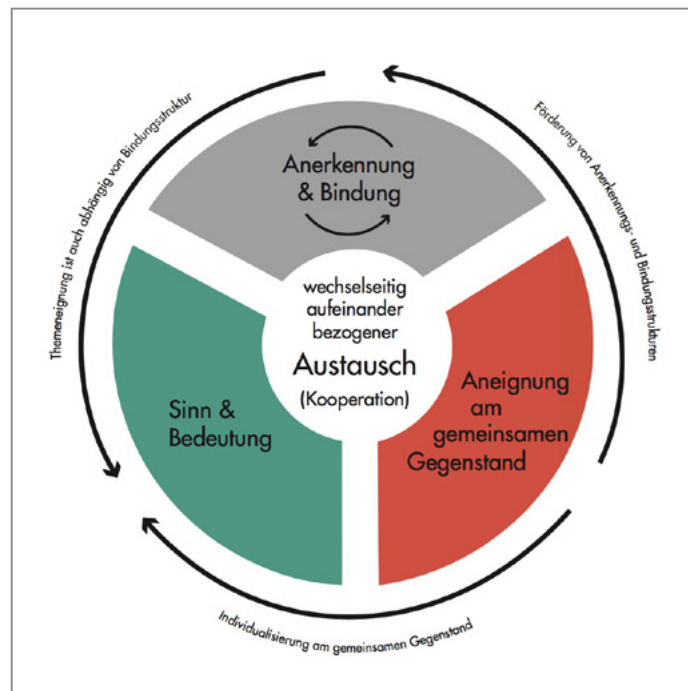 Themeneignung ist auch abhängig von Bindungsstruktur
Förderung von Anerkennungs- und Bindungsstrukturen
Anerkennung
& Bindung
wechselseitig
aufeinander
bezogener
Austausch
(Kooperation)
Sinn &
Bedeutung
Aneignung
am
gemeinsamen
Gegenstand
Individualisierung am gemeinsamen Gegenstand